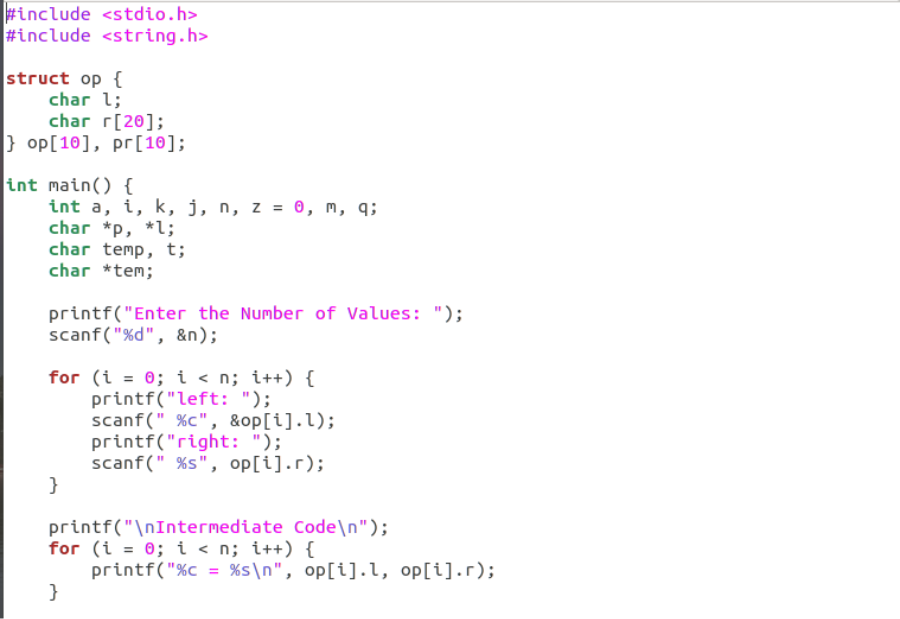 #include <stdio.h>
#include <string.h>
struct op {
    char l;
    char r[20];
} op[10], pr[10];
int main() {
    int a, i, k, j, n, z = 0, m, q;
    char *p, *l;
    char temp, t;
    char *tem;
    printf("Enter the Number of Values: ");
    scanf("%d", &n);
    for (i = 0; i < n; i++) {
        printf("left: ");
        scanf(" %c", &op[i].l);
        printf("right: ");
        scanf(" %s", op[i].r);
    }
    printf("\nIntermediate Code\n");
    for (i = 0; i < n; i++) {
        printf("%c = %s\n", op[i].l, op[i].r);
    }